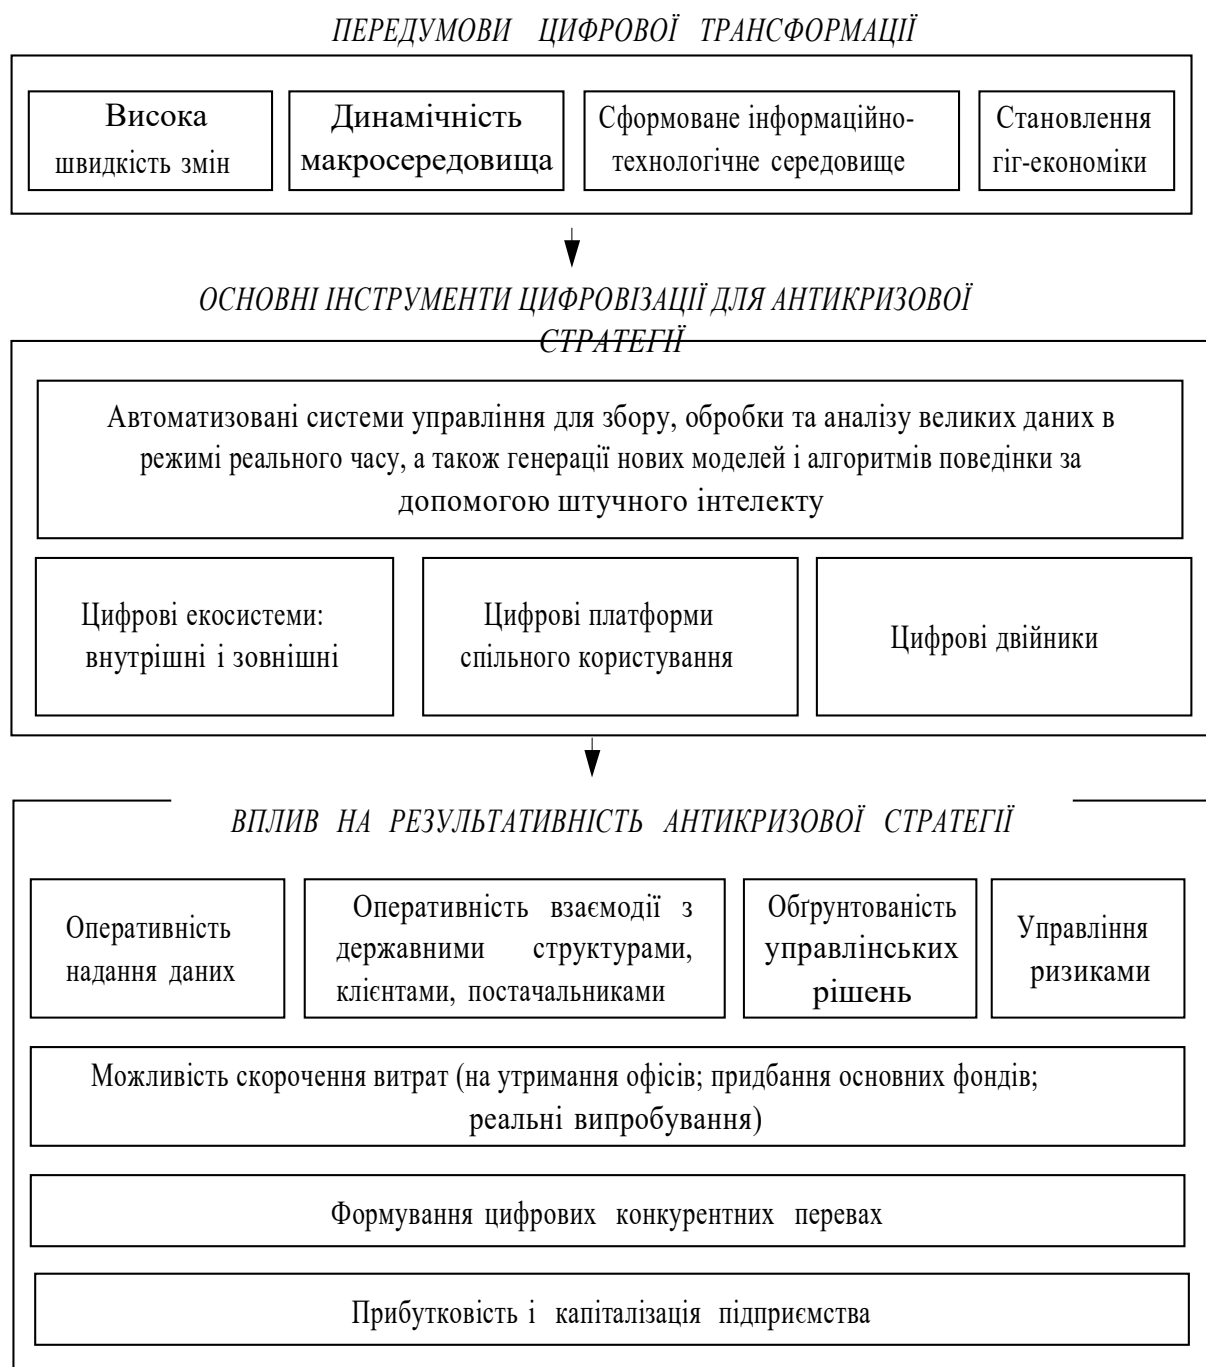 ПЕРЕДУМОВИ ЦИФРОВОЇ ТРАНСФОРМАЦІЇ
Висока
швидкість змін
Динамічність
макросередовища
Сформоване інформаційно-
технологічне середовище
Становлення
гіг-економіки
ОСНОВНІ ІНСТРУМЕНТИ ЦИФРОВІЗАЦІЇ ДЛЯ АНТИКРИЗОВОЇ
СТРАТЕГІЇ
Автоматизовані системи управління для збору, обробки та аналізу великих даних в
режимі реального часу, а також генерації нових моделей і алгоритмів поведінки за
допомогою штучного інтелекту
Цифрові екосистеми:
внутрішні і зовнішні
Цифрові платформи
спільного користування
Цифрові двійники
ВПЛИВ НА РЕЗУЛЬТАТИВНІСТЬ АНТИКРИЗОВОЇ СТРАТЕГІЇ
Оперативність
надання даних
Оперативність взаємодії з
державними структурами,
клієнтами, постачальниками
Обґрунтованість
управлінських
рішень
Управління
ризиками
Можливість скорочення витрат (на утримання офісів; придбання основних фондів;
реальні випробування)
Формування цифрових конкурентних перевах
Прибутковість і капіталізація підприємства